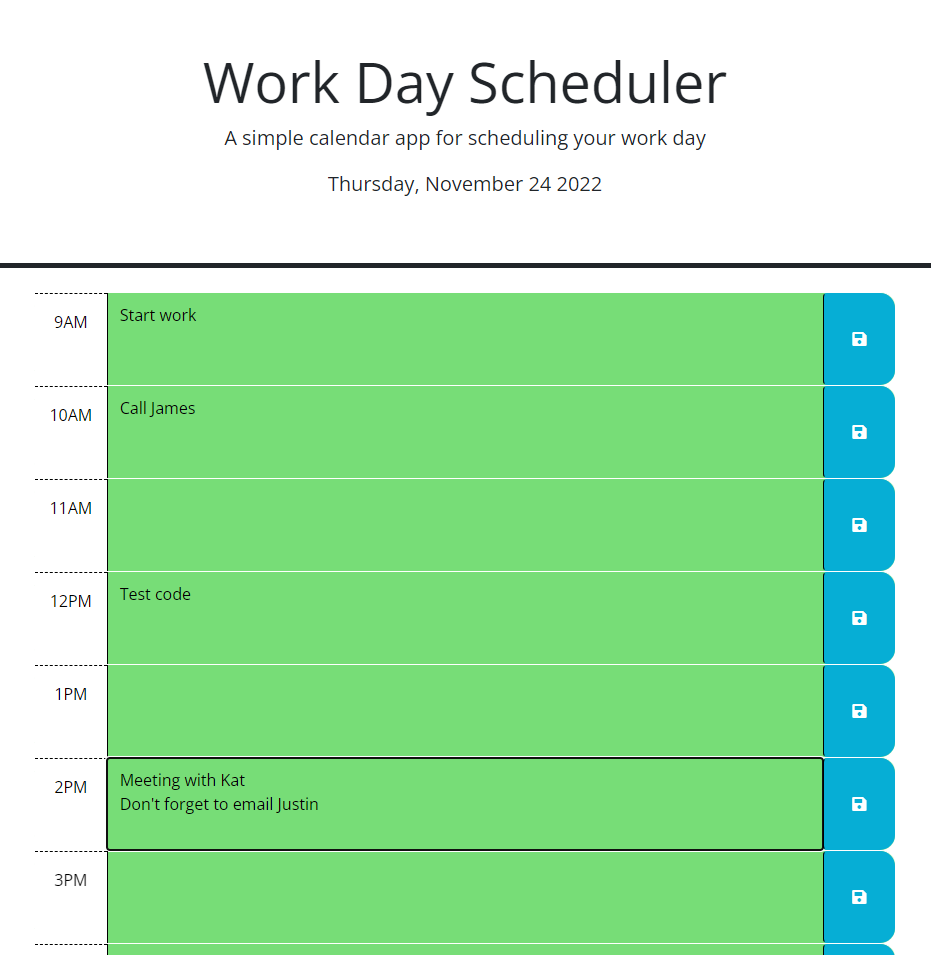 Work Day Scheduler
A simple calendar app for scheduling your work day
Thursday, November 24 2022
9AM
Start work
10AM
Call James
11AM
12PM
Test code
1PM
2PM
Meeting with Kat
Don't forget to email Justin
3PM